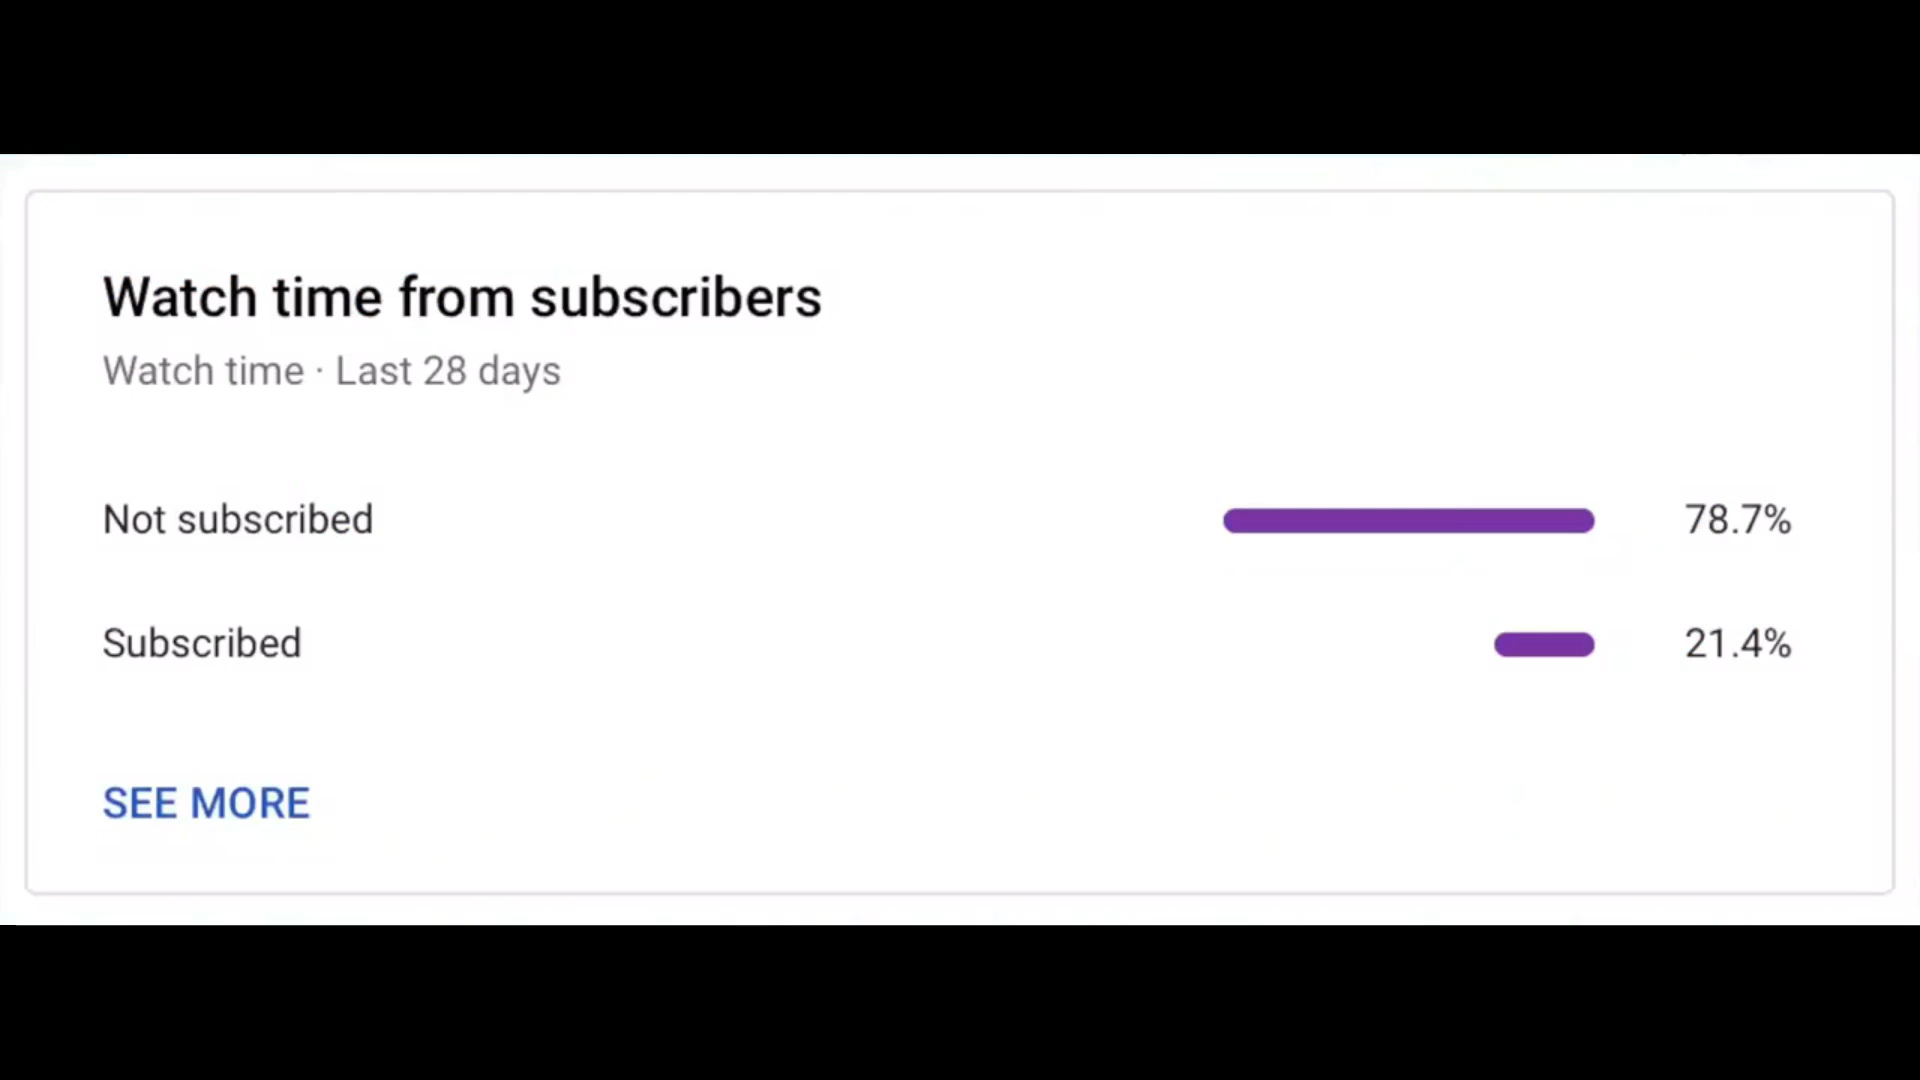 Watch time from subscribers
Watch time · Last 28 days
Not subscribed 78.7%
Subscribed 21.4%
SEE MORE